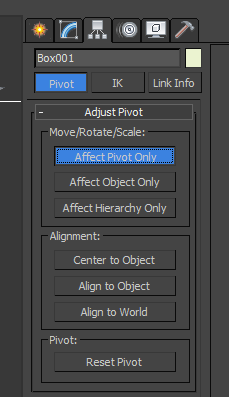 Box001
Pivot IK Link Info
- Adjust Pivot
Move/Rotate/Scale:
Affect Pivot Only
Affect Object Only
Affect Hierarchy Only
Alignment:
Center to Object
Align to Object
Align to World
Pivot:
Reset Pivot